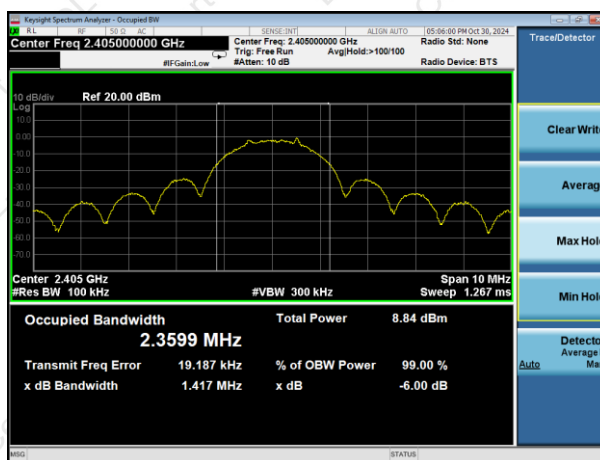 Keysight Spectrum Analyzer - Occupied BW
RL RF 50 Ω AC SENSE:INT ALIGN AUTO 05:06:00 PM Oct 30, 2024
Center Freq 2.405000000 GHz Center Freq: 2.405000000 GHz Radio Std: None Trace/Detector
Trig: Free Run Avg|Hold:>100/100
#IFGain:Low #Atten: 10 dB Radio Device: BTS
10 dB/div Ref 20.00 dBm
Log
10.0
0.00
-10.0
-20.0
-30.0
-40.0
-50.0
-60.0
-70.0
Center 2.405 GHz Span 10 MHz
#Res BW 100 kHz #VBW 300 kHz Sweep 1.267 ms
Occupied Bandwidth Total Power 8.84 dBm
2.3599 MHz
Transmit Freq Error 19.187 kHz % of OBW Power 99.00 %
x dB Bandwidth 1.417 MHz x dB -6.00 dB
Clear Writ
Averag
Max Hol
Min Hol
Detecto
Average
Auto Ma
MSG STATUS